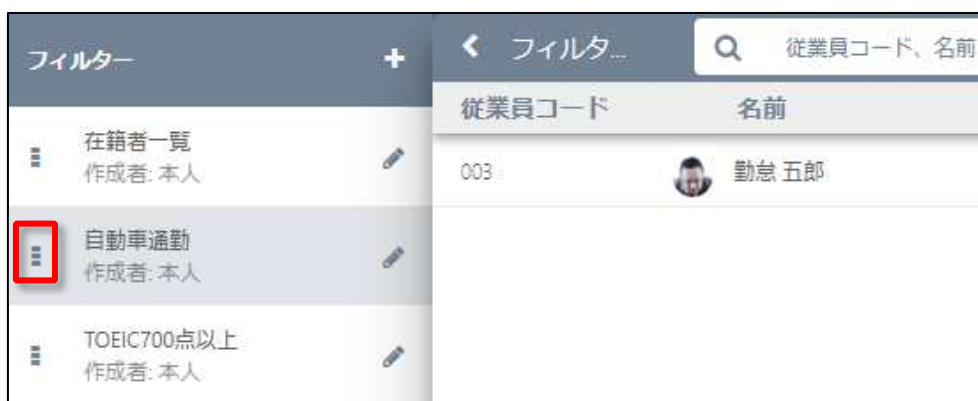 フィルター
在籍者一覧
作成者: 本人
自動車通勤
作成者: 本人
TOEIC700点以上
作成者: 本人
フィルタ...
従業員コード、名前
従業員コード 名前
003 勤怠 五郎